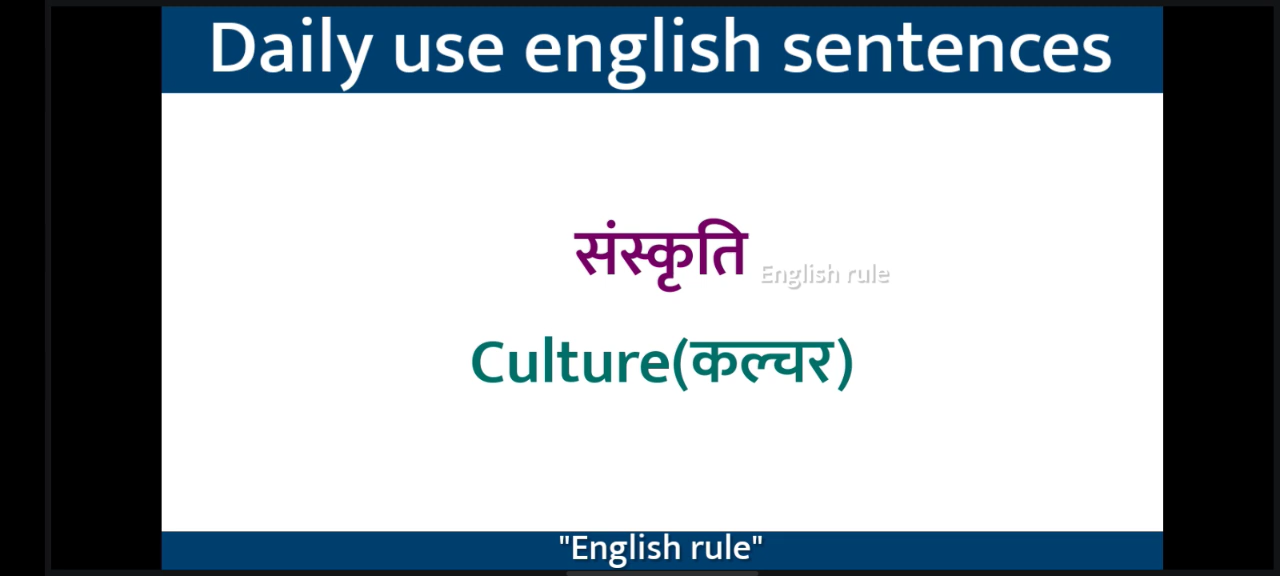 Daily use english sentences
संस्कृति
English rule
Culture(कल्चर)
"English rule"